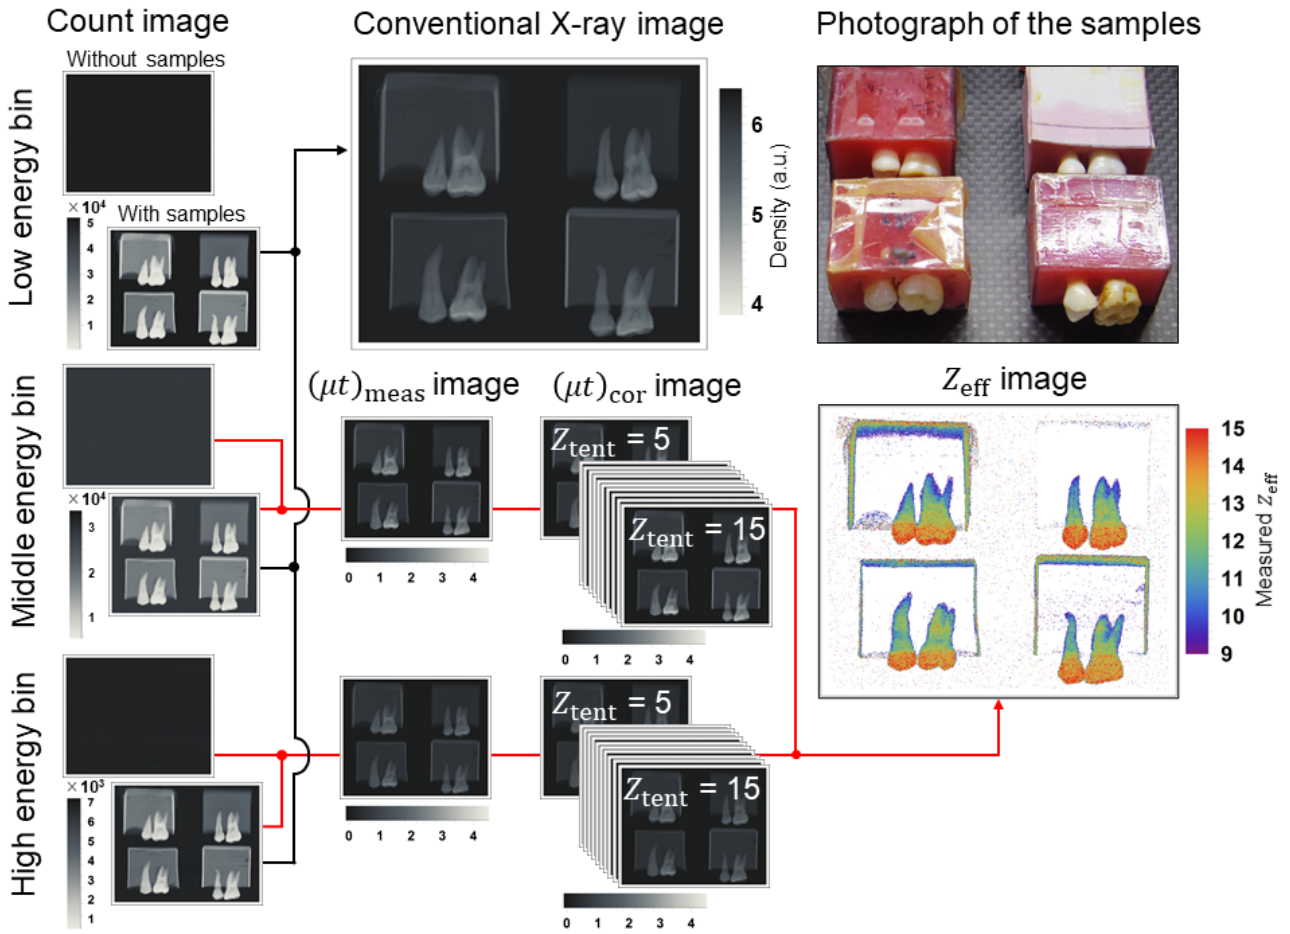 Count image
Conventional X-ray image
Photograph of the samples
Without samples
Low energy bin
× 10⁴
With samples
5
4
3
2
1
6
5
4
Density (a.u.)
Middle energy bin
(μt)meas image
(μt)cor image
Zeff image
× 10⁴
3
2
1
0 1 2 3 4
Ztent = 5
Ztent = 15
0 1 2 3 4
15
14
13
12
11
10
9
Measured Zeff
High energy bin
× 10³
7
6
5
4
3
2
1
0 1 2 3 4
Ztent = 5
Ztent = 15
0 1 2 3 4